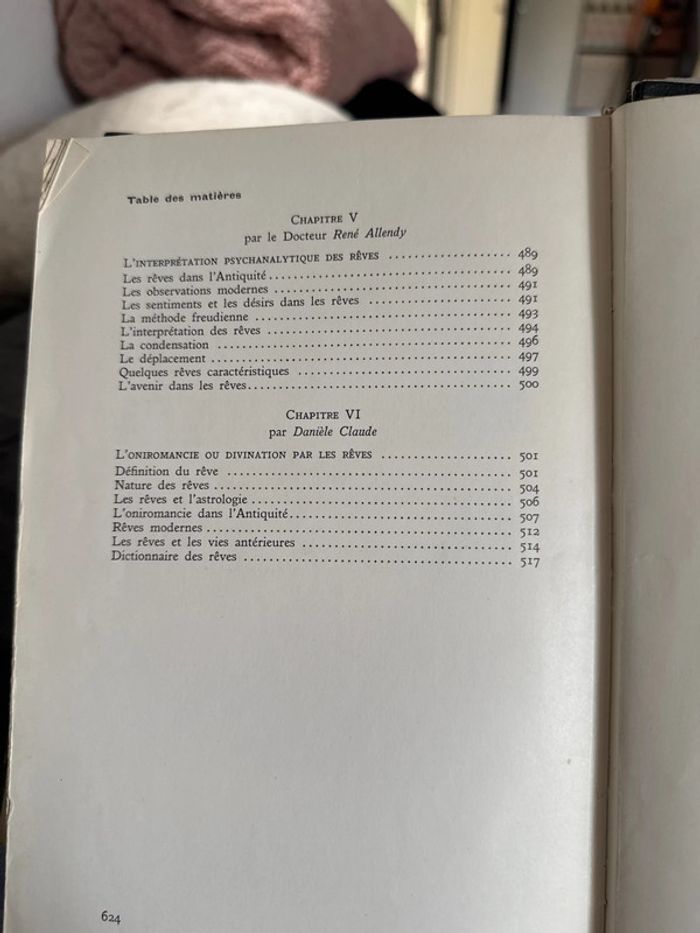 Table des matières
CHAPITRE V
par le Docteur René Allendy
L'INTERPRÉTATION PSYCHANALYTIQUE DES RÊVES .................... 489
Les rêves dans l'Antiquité .................... 489
Les observations modernes .................... 491
Les sentiments et les désirs dans les rêves .................... 491
La méthode freudienne .................... 493
L'interprétation des rêves .................... 494
La condensation .................... 496
Le déplacement .................... 497
Quelques rêves caractéristiques .................... 499
L'avenir dans les rêves .................... 500
CHAPITRE VI
par Danièle Claude
L'ONIROMANCIE OU DIVINATION PAR LES RÊVES .................... 501
Définition du rêve .................... 501
Nature des rêves .................... 504
Les rêves et l'astrologie .................... 506
L'oniromancie dans l'Antiquité .................... 507
Rêves modernes .................... 512
Les rêves et les vies antérieures .................... 514
Dictionnaire des rêves .................... 517
624